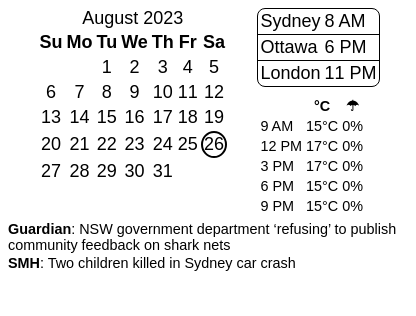 August 2023
Su Mo Tu We Th Fr Sa
1 2 3 4 5
6 7 8 9 10 11 12
13 14 15 16 17 18 19
20 21 22 23 24 25 26
27 28 29 30 31
Sydney 8 AM
Ottawa 6 PM
London 11 PM
°C ☂
9 AM 15°C 0%
12 PM 17°C 0%
3 PM 17°C 0%
6 PM 15°C 0%
9 PM 15°C 0%
Guardian: NSW government department ‘refusing’ to publish
community feedback on shark nets
SMH: Two children killed in Sydney car crash